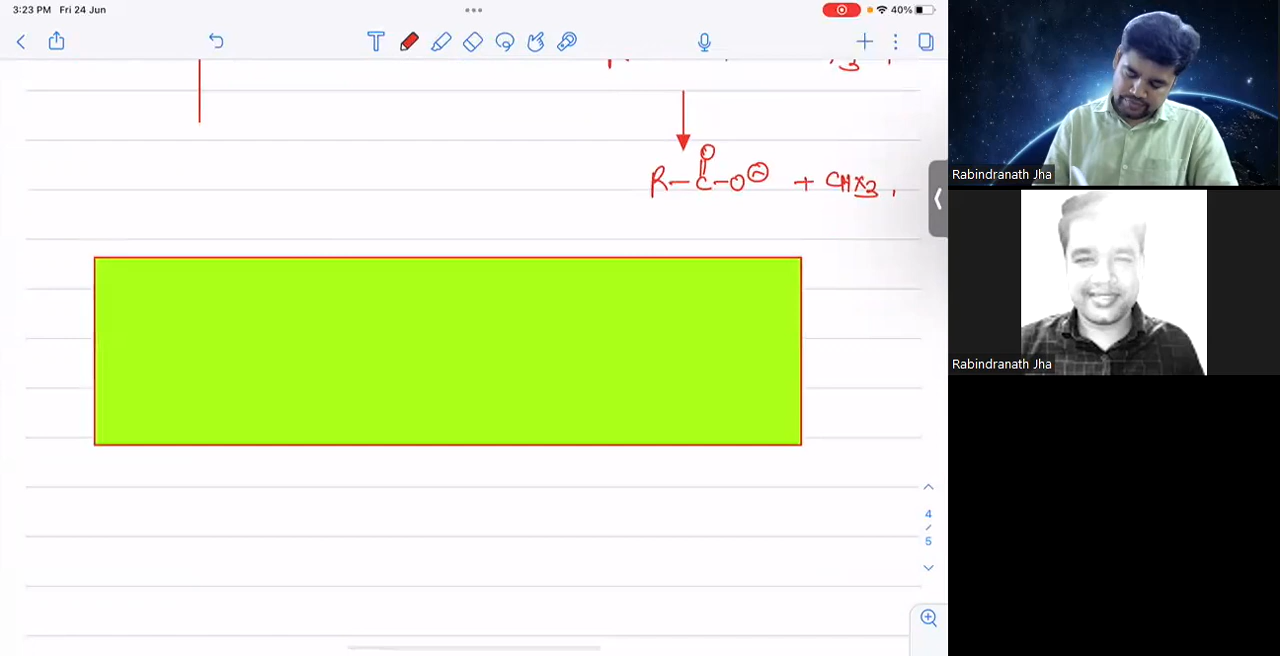 3:23 PM Fri 24 Jun
40%
O
R-C-O⊖ + CHX3,
4
/
5
Rabindranath Jha
Rabindranath Jha